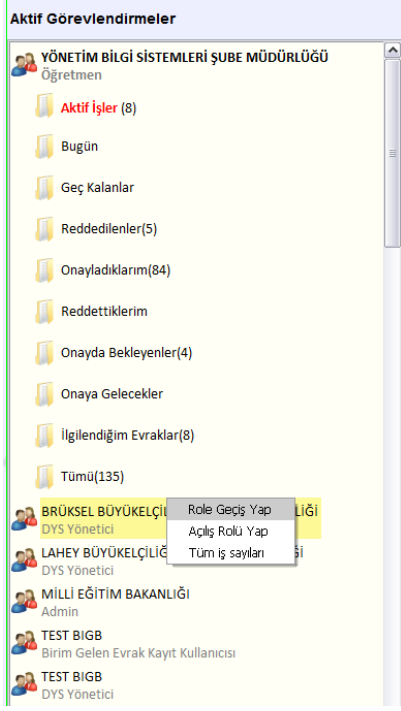 Aktif Görevlendirmeler
YÖNETİM BİLGİ SİSTEMLERİ ŞUBE MÜDÜRLÜĞÜ
Öğretmen
Aktif İşler (8)
Bugün
Geç Kalanlar
Reddedilenler(5)
Onayladıklarım(84)
Reddettiklerim
Onayda Bekleyenler(4)
Onaya Gelecekler
İlgilendiğim Evraklar(8)
Tümü(135)
BRÜKSEL BÜYÜKELÇİ LİĞİ
DYS Yönetici
Role Geçiş Yap
Açılış Rolü Yap
Tüm iş sayıları
LAHEY BÜYÜKELÇİLİĞ
DYS Yönetici
MİLLİ EĞİTİM BAKANLIĞI
Admin
TEST BIGB
Birim Gelen Evrak Kayıt Kullanıcısı
TEST BIGB
DYS Yönetici